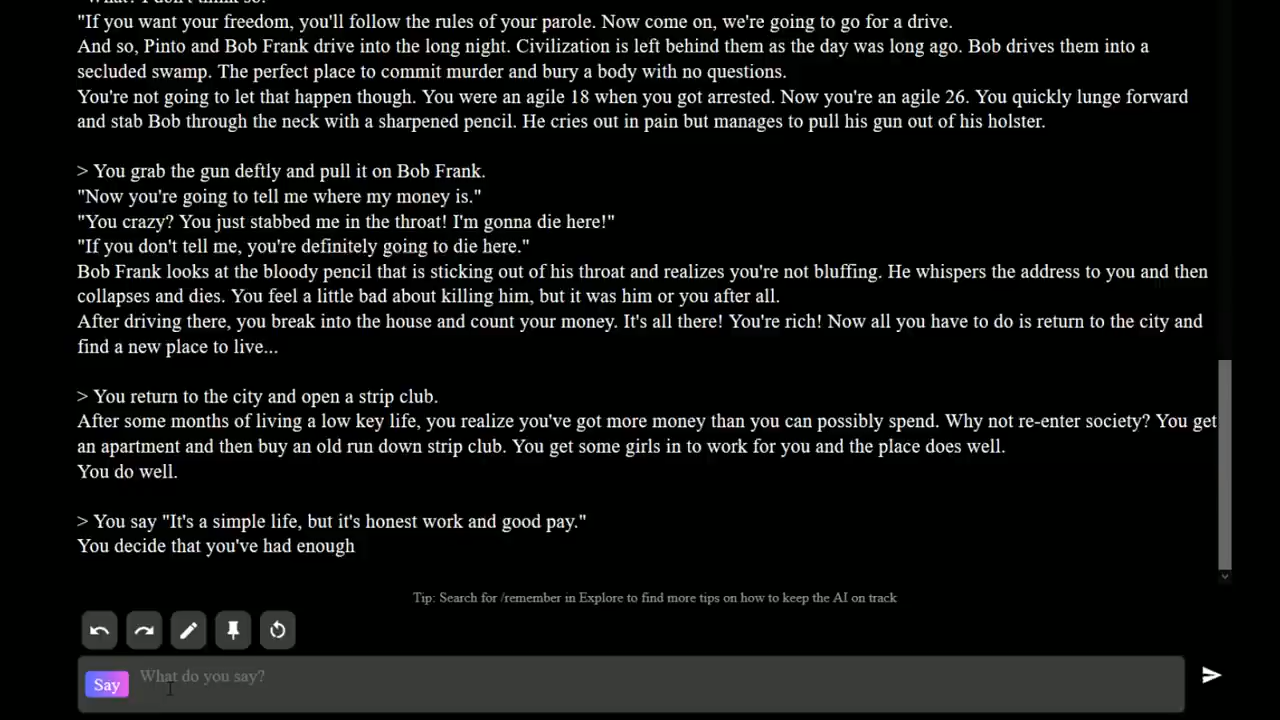 "What? I don't think so!"
"If you want your freedom, you'll follow the rules of your parole. Now come on, we're going to go for a drive.
And so, Pinto and Bob Frank drive into the long night. Civilization is left behind them as the day was long ago. Bob drives them into a
secluded swamp. The perfect place to commit murder and bury a body with no questions.
You're not going to let that happen though. You were an agile 18 when you got arrested. Now you're an agile 26. You quickly lunge forward
and stab Bob through the neck with a sharpened pencil. He cries out in pain but manages to pull his gun out of his holster.
> You grab the gun deftly and pull it on Bob Frank.
"Now you're going to tell me where my money is."
"You crazy? You just stabbed me in the throat! I'm gonna die here!"
"If you don't tell me, you're definitely going to die here."
Bob Frank looks at the bloody pencil that is sticking out of his throat and realizes you're not bluffing. He whispers the address to you and then
collapses and dies. You feel a little bad about killing him, but it was him or you after all.
After driving there, you break into the house and count your money. It's all there! You're rich! Now all you have to do is return to the city and
find a new place to live...
> You return to the city and open a strip club.
After some months of living a low key life, you realize you've got more money than you can possibly spend. Why not re-enter society? You get
an apartment and then buy an old run down strip club. You get some girls in to work for you and the place does well.
You do well.
> You say "It's a simple life, but it's honest work and good pay."
You decide that you've had enough
Tip: Search for /remember in Explore to find more tips on how to keep the AI on track
Say What do you say?